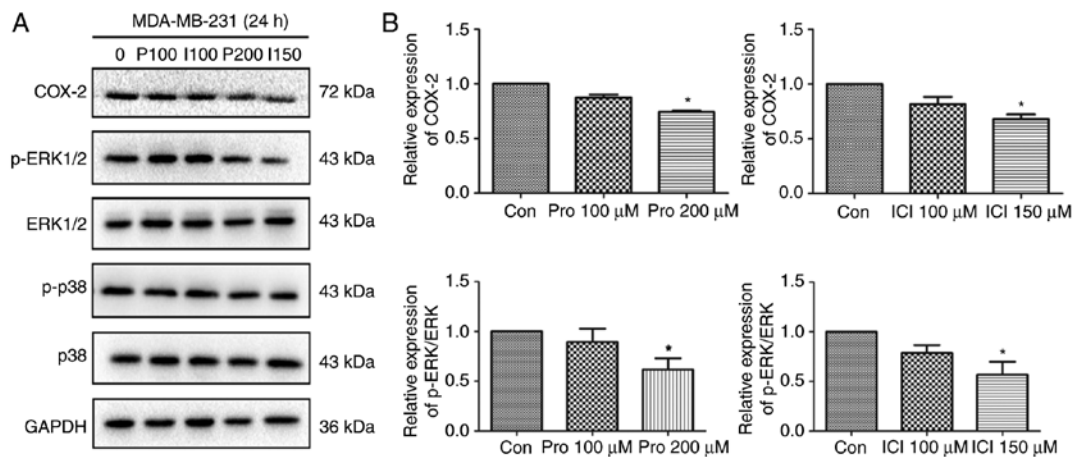 A
MDA-MB-231 (24 h)
0 P100 I100 P200 I150
COX-2
72 kDa
p-ERK1/2
43 kDa
ERK1/2
43 kDa
p-p38
43 kDa
p38
43 kDa
GAPDH
36 kDa
B
Relative expression
of COX-2
1.5
1.0
0.5
0.0
*
Con Pro 100 μM Pro 200 μM
Relative expression
of COX-2
1.5
1.0
0.5
0.0
*
Con ICI 100 μM ICI 150 μM
Relative expression
of p-ERK/ERK
1.5
1.0
0.5
0.0
*
Con Pro 100 μM Pro 200 μM
Relative expression
of p-ERK/ERK
1.5
1.0
0.5
0.0
*
Con ICI 100 μM ICI 150 μM